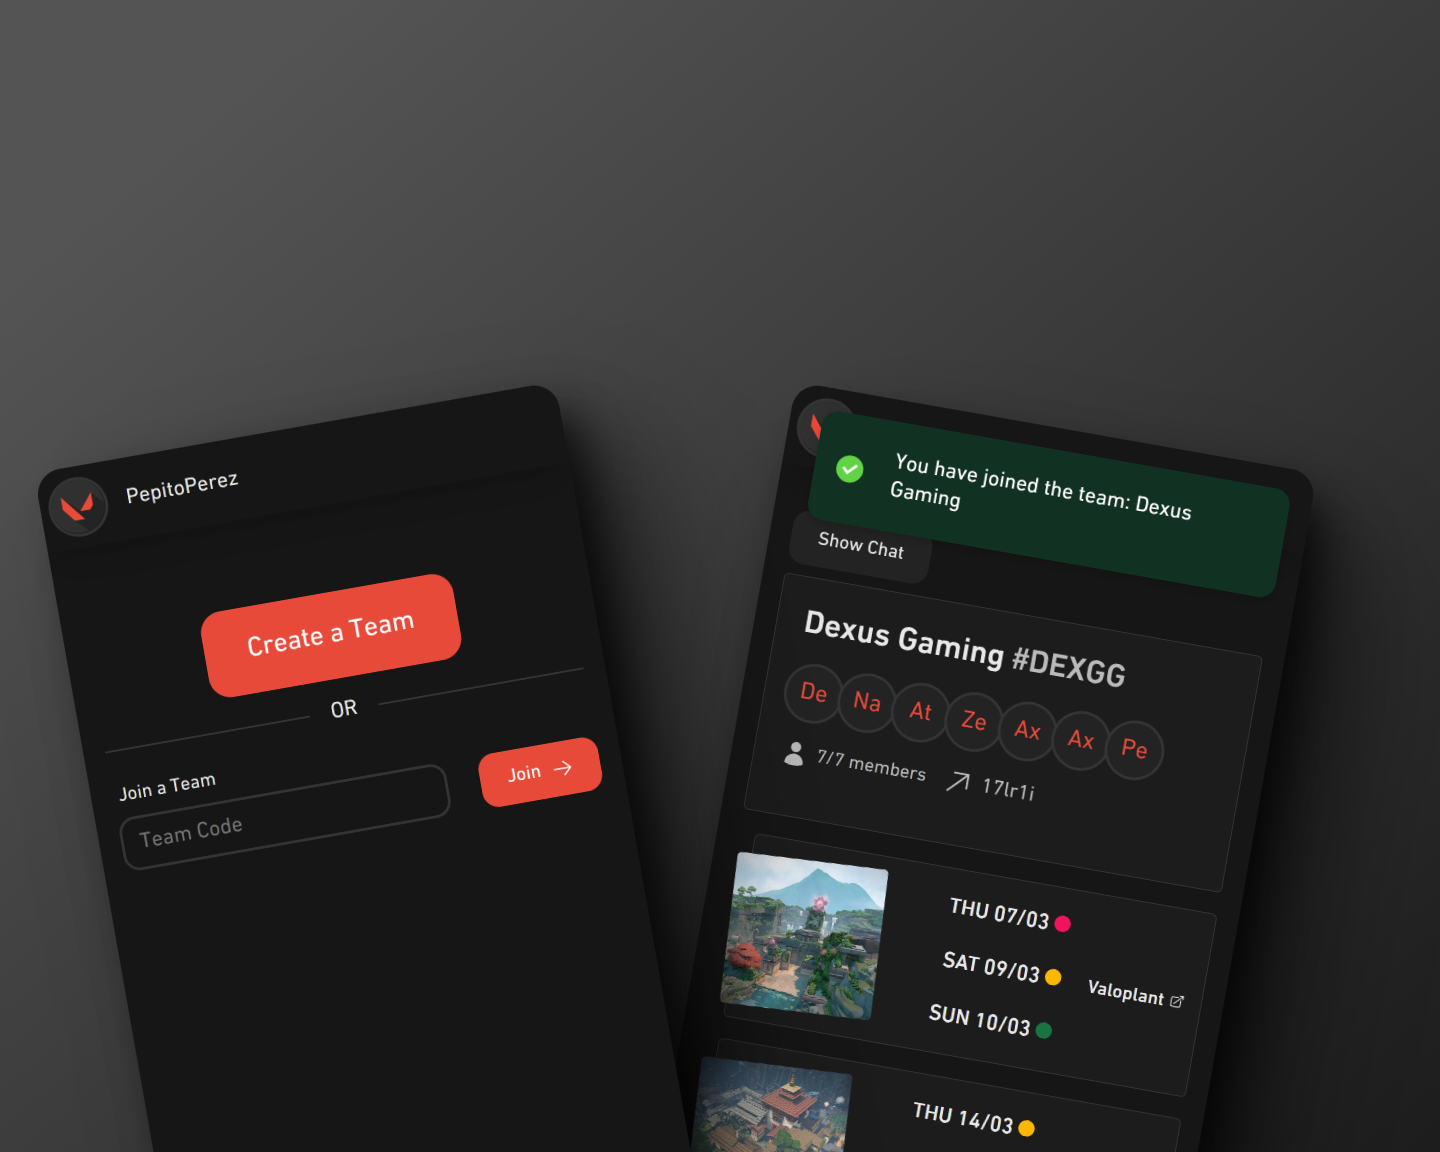 PepitoPerez
Create a Team
OR
Join a Team
Team Code
Join
You have joined the team: Dexus
Gaming
Show Chat
Dexus Gaming #DEXGG
De Na At Ze Ax Ax Pe
7/7 members 17lr1i
THU 07/03
SAT 09/03
SUN 10/03
Valoplant
THU 14/03